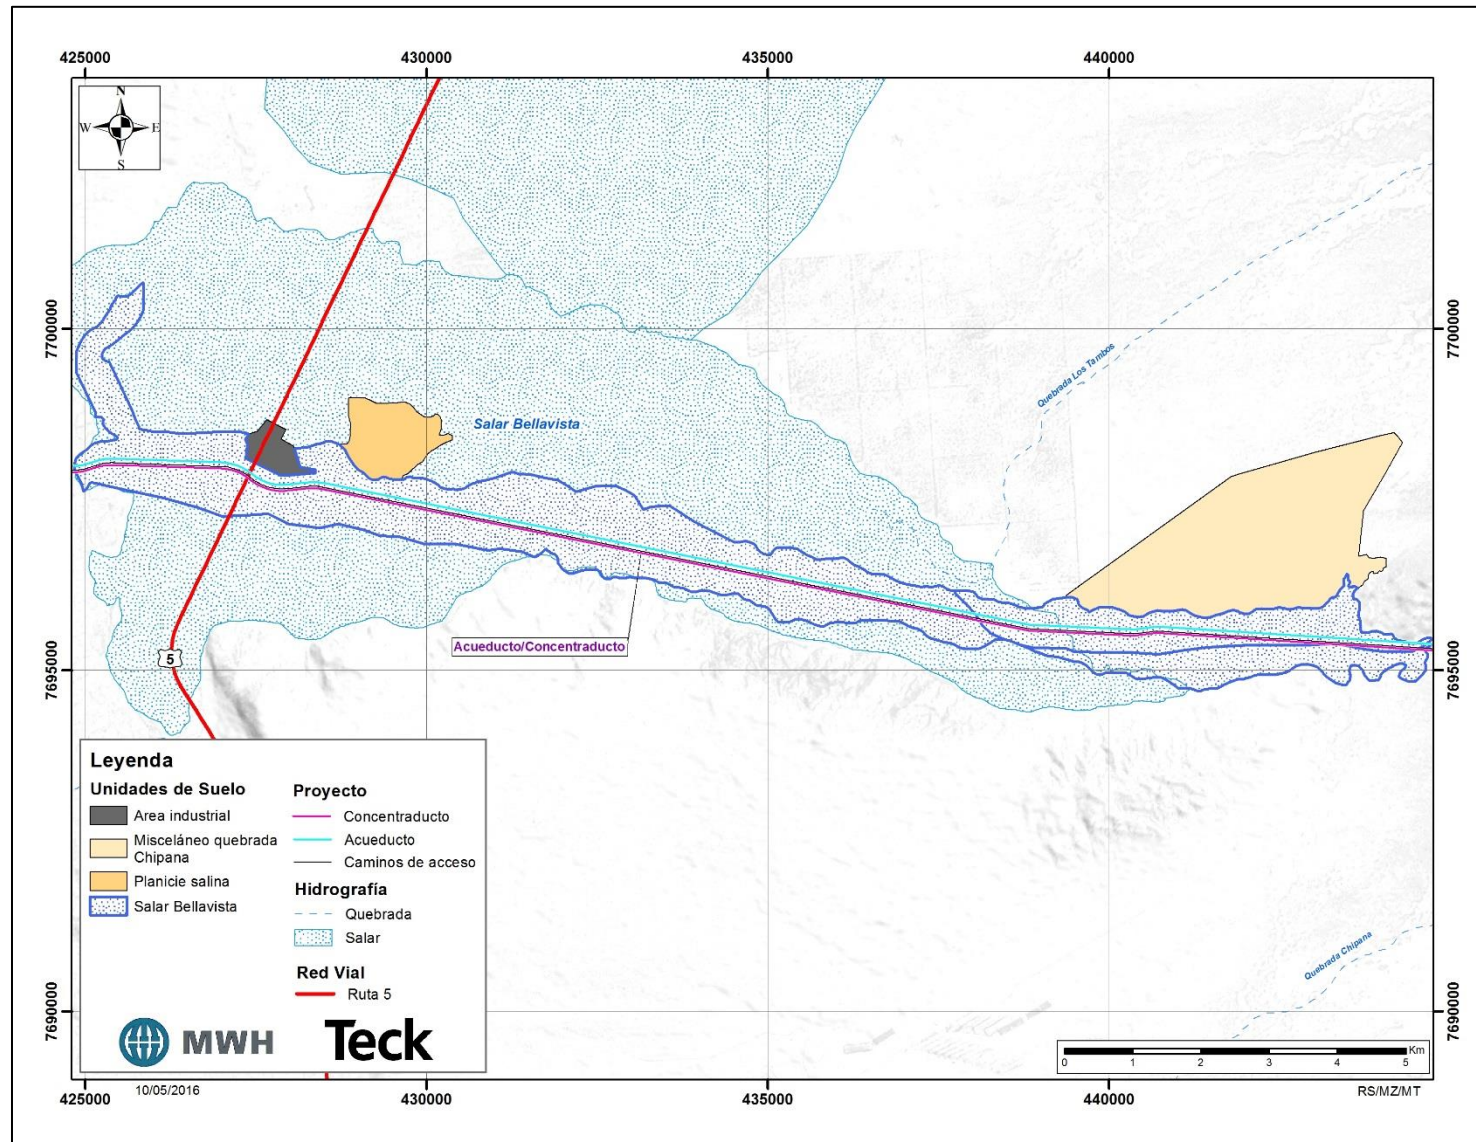 425000 430000 435000 440000
N
W E
S
7700000 7700000
Quebrada Los Tambos
Salar Bellavista
Acueducto/Concentraducto
5
7695000 7695000
Leyenda
Unidades de Suelo
Area industrial
Misceláneo quebrada
Chipana
Planicie salina
Salar Bellavista
Proyecto
Concentraducto
Acueducto
Caminos de acceso
Hidrografía
Quebrada
Salar
Red Vial
Ruta 5
MWH Teck
Quebrada Chipana
7690000 7690000
Km
0 1 2 3 4 5
10/05/2016 RS/MZ/MT
425000 430000 435000 440000